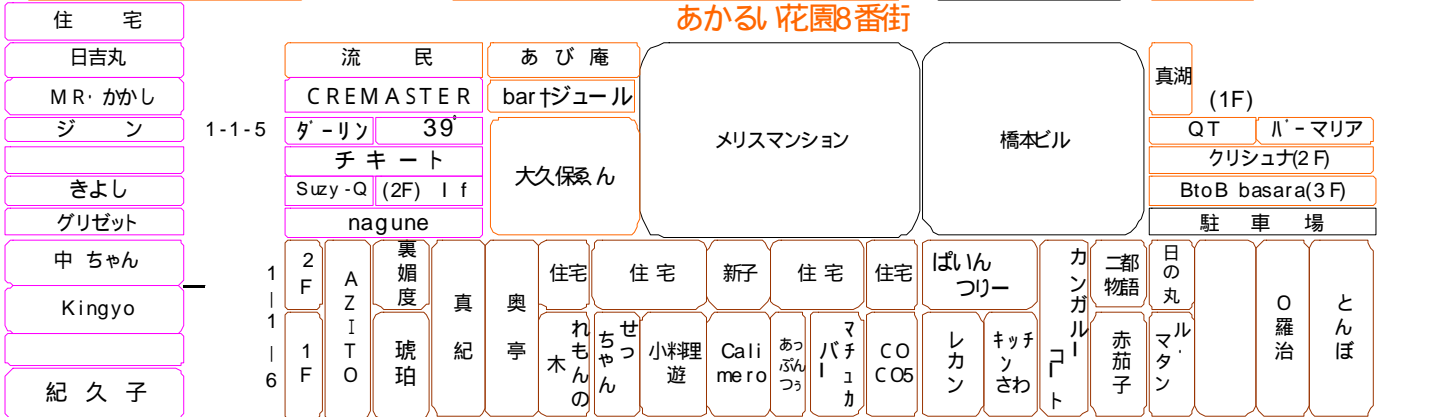 あかるい花園8番街
住 宅
日吉丸
MR・かかし
ジ ン
きよし
グリゼット
中 ちゃん
Kingyo
紀 久 子
1-1-5
流 民
CREMASTER
ダーリン
39°
チ キ ー ト
Suzy-Q
(2F) I f
nagune
あ び 庵
bar†ジュール
大久保ゑん
メリスマンション
橋本ビル
真湖
(1F)
QT
バーマリア
クリシュナ(2F)
BtoB basara(3F)
駐 車 場
1|1|6
2F
1F
AZITO
裏媚度
琥珀
真紀
奥亭
住宅
れもんの
木
住 宅
せっ
ちゃん
小料理
遊
新子
Cali
mero
住 宅
あっ
ぷん
つぅ
マチュカ
バー
住宅
CO
CO5
ぱいん
つりー
レカン
キッチ
ン
さわ
カンガルー
コート
二都
物語
赤茄子
日の丸
ル・
マタン
O羅治
とんぼ